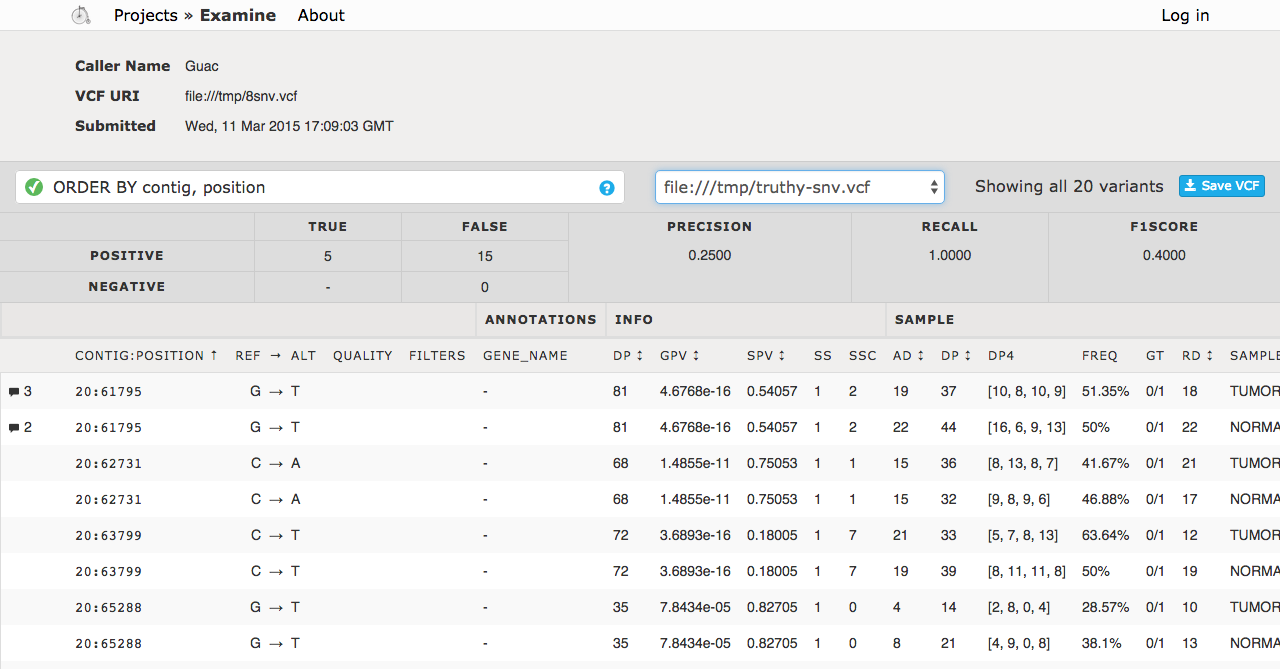 Projects » Examine About Log in
Caller Name Guac
VCF URI file:///tmp/8snv.vcf
Submitted Wed, 11 Mar 2015 17:09:03 GMT
ORDER BY contig, position ? file:///tmp/truthy-snv.vcf Showing all 20 variants Save VCF
TRUE FALSE PRECISION RECALL F1SCORE
POSITIVE 5 15 0.2500 1.0000 0.4000
NEGATIVE - 0
ANNOTATIONS INFO SAMPLE
CONTIG:POSITION ↑ REF → ALT QUALITY FILTERS GENE_NAME DP ↕ GPV ↕ SPV ↕ SS SSC AD ↕ DP ↕ DP4 FREQ GT RD ↕ SAMPLE
3 20:61795 G → T - 81 4.6768e-16 0.54057 1 2 19 37 [10, 8, 10, 9] 51.35% 0/1 18 TUMOR
2 20:61795 G → T - 81 4.6768e-16 0.54057 1 2 22 44 [16, 6, 9, 13] 50% 0/1 22 NORMA
20:62731 C → A - 68 1.4855e-11 0.75053 1 1 15 36 [8, 13, 8, 7] 41.67% 0/1 21 TUMOR
20:62731 C → A - 68 1.4855e-11 0.75053 1 1 15 32 [9, 8, 9, 6] 46.88% 0/1 17 NORMA
20:63799 C → T - 72 3.6893e-16 0.18005 1 7 21 33 [5, 7, 8, 13] 63.64% 0/1 12 TUMOR
20:63799 C → T - 72 3.6893e-16 0.18005 1 7 19 39 [8, 11, 11, 8] 50% 0/1 19 NORMA
20:65288 G → T - 35 7.8434e-05 0.82705 1 0 4 14 [2, 8, 0, 4] 28.57% 0/1 10 TUMOR
20:65288 G → T - 35 7.8434e-05 0.82705 1 0 8 21 [4, 9, 0, 8] 38.1% 0/1 13 NORMA